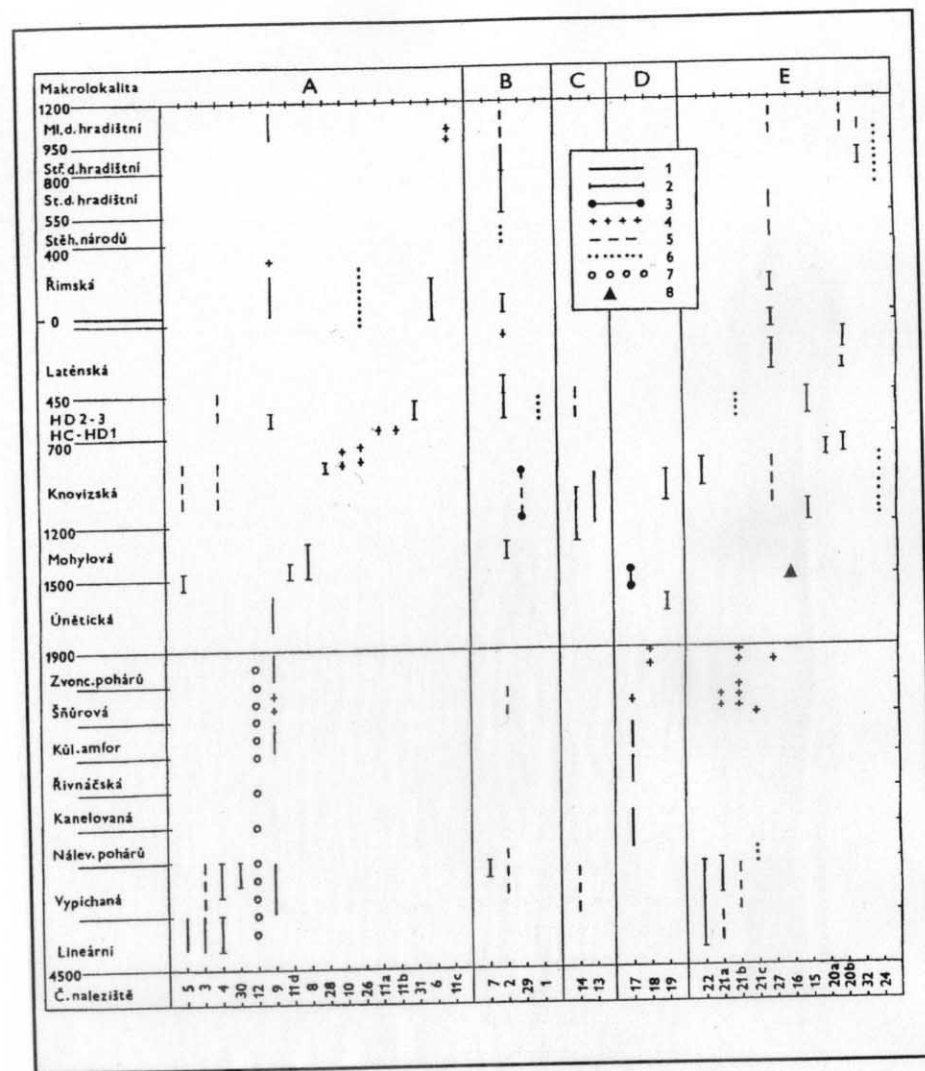 Makrolokalita A B C D E
1200
Ml. d. hradištní
950
Stř. d. hradištní
800
St. d. hradištní
550
Stěh. národů
400
Římská
0
Laténská
450
HD 2-3
HC-HD1
700
Knovízská
1200
Mohylová
1500
Únětická
1900
Zvonc. pohárů
Šňůrová
Kůl. amfor
Řivnáčská
Kanelovaná
Nálev. pohárů
Vypíchaná
Lineární
4500
Č. naleziště 5 3 4 30 12 9 11d 8 28 10 26 11a 11b 31 6 11c 7 2 29 1 14 13 17 18 19 22 21a 21b 21c 27 16 15 20a 20b 32 24
1
2
3
4
5
6
7
8